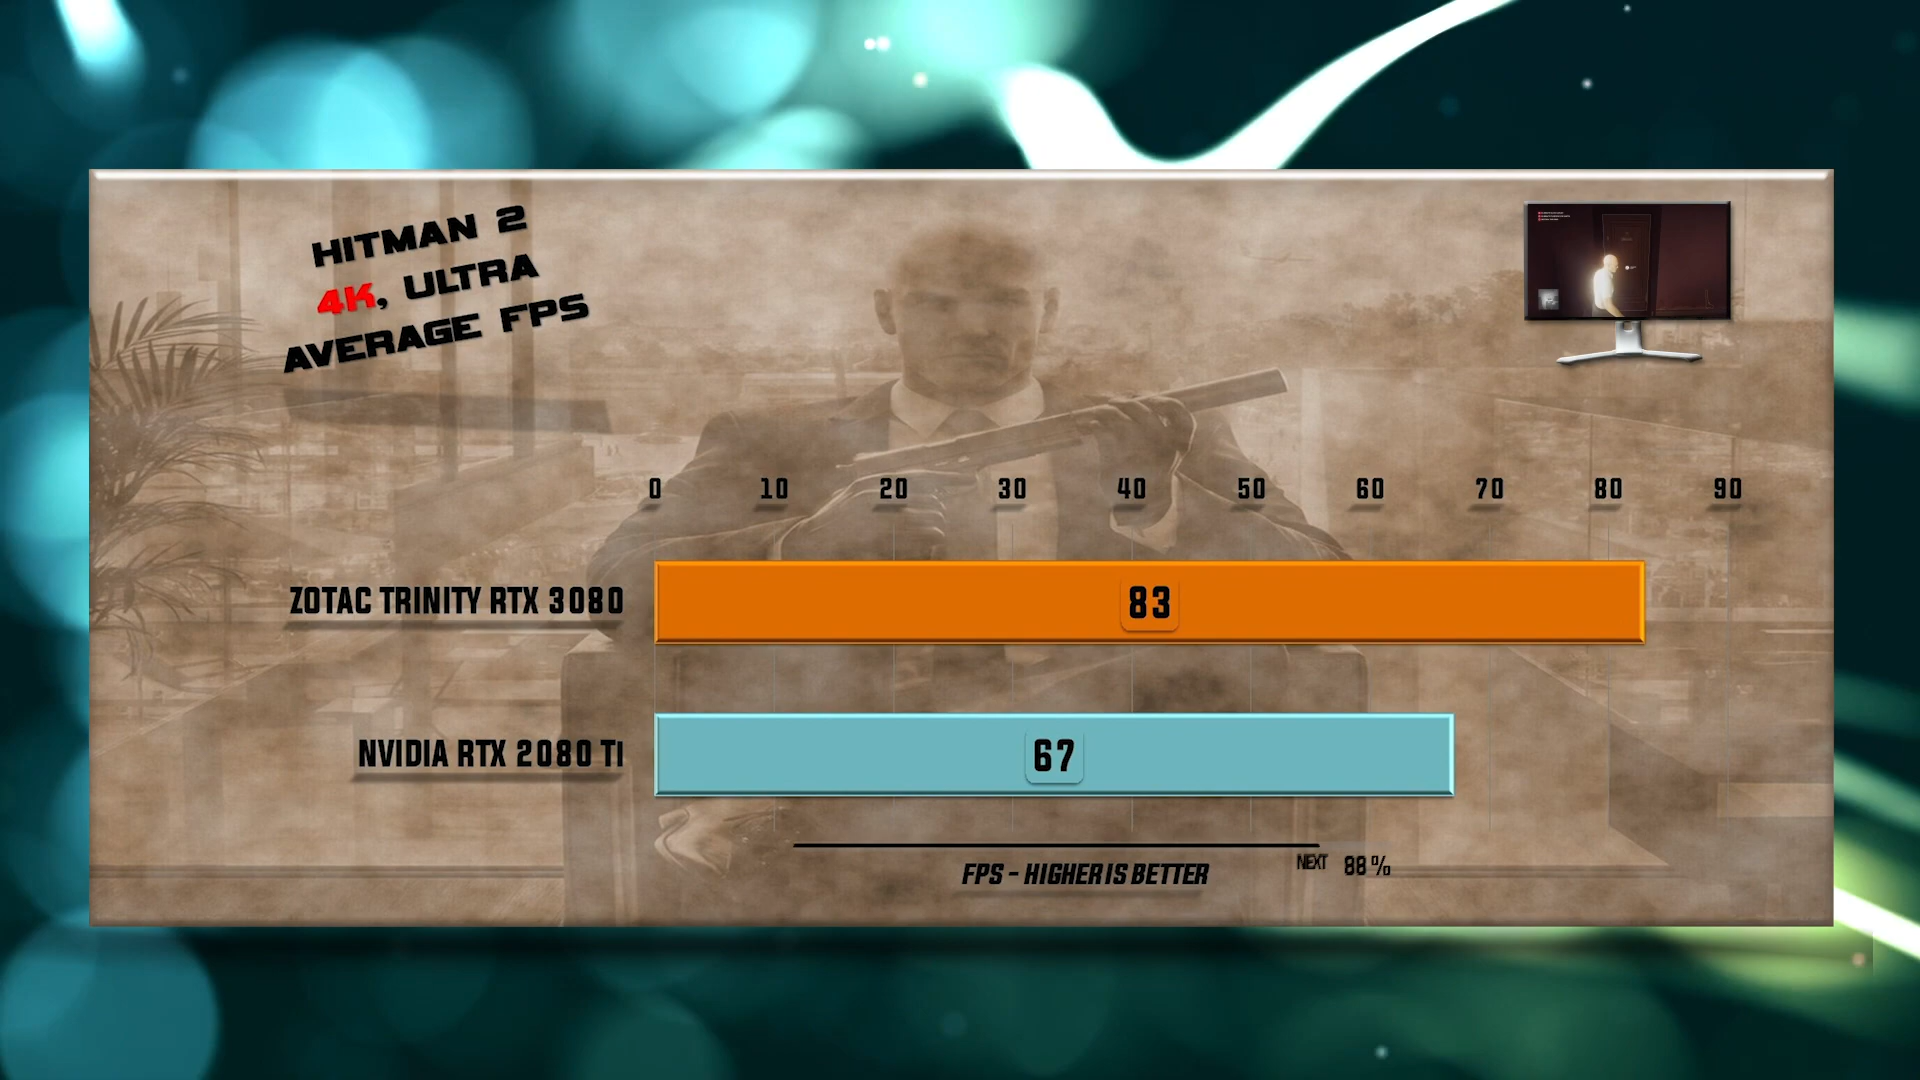 HITMAN 2
4K, ULTRA
AVERAGE FPS
0 10 20 30 40 50 60 70 80 90
ZOTAC TRINITY RTX 3080
83
NVIDIA RTX 2080 TI
67
FPS - HIGHER IS BETTER
NEXT 88%